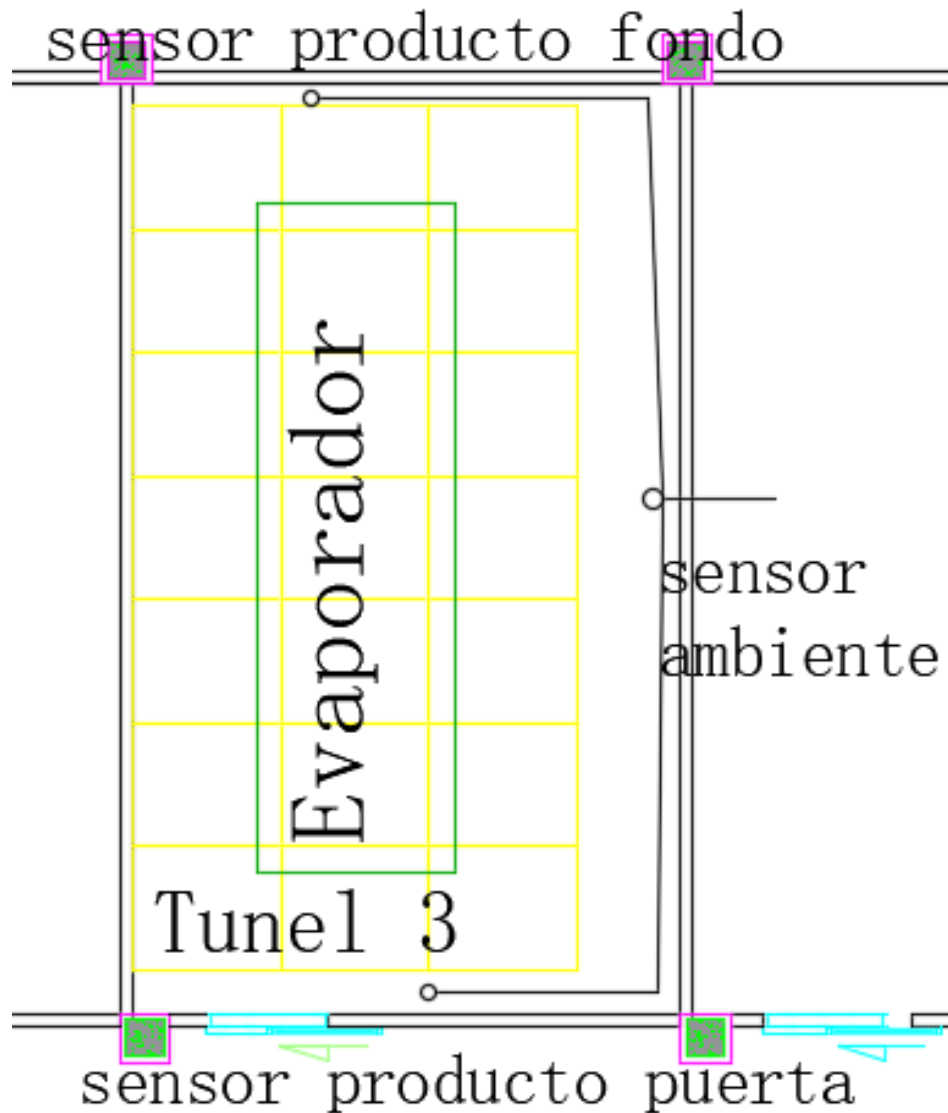 sensor producto fondo
Evaporador
sensor
ambiente
Tunel 3
sensor producto puerta